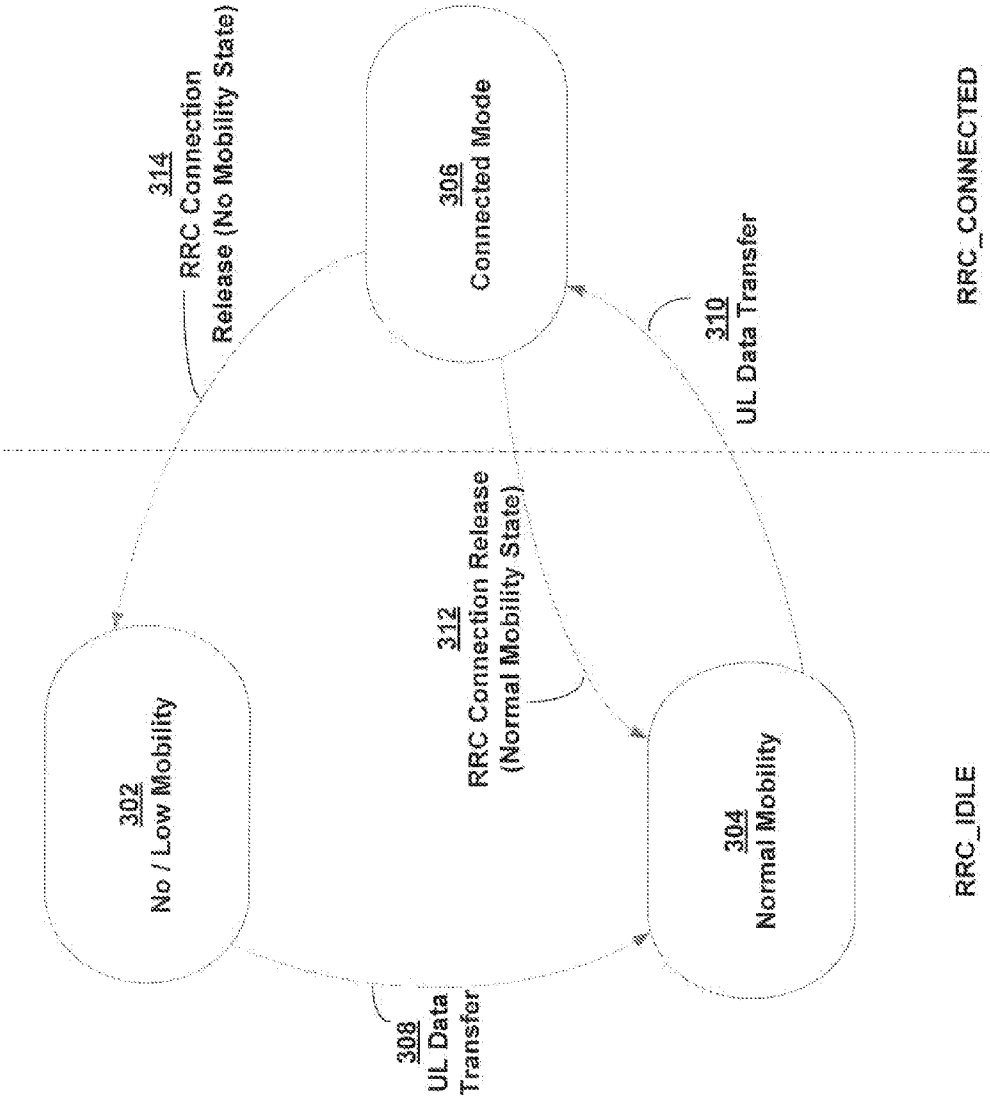 302
No / Low Mobility
308
UL Data
Transfer
304
Normal Mobility
312
RRC Connection Release
(Normal Mobility State)
314
RRC Connection
Release (No Mobility State)
306
Connected Mode
310
UL Data Transfer
RRC_IDLE
RRC_CONNECTED